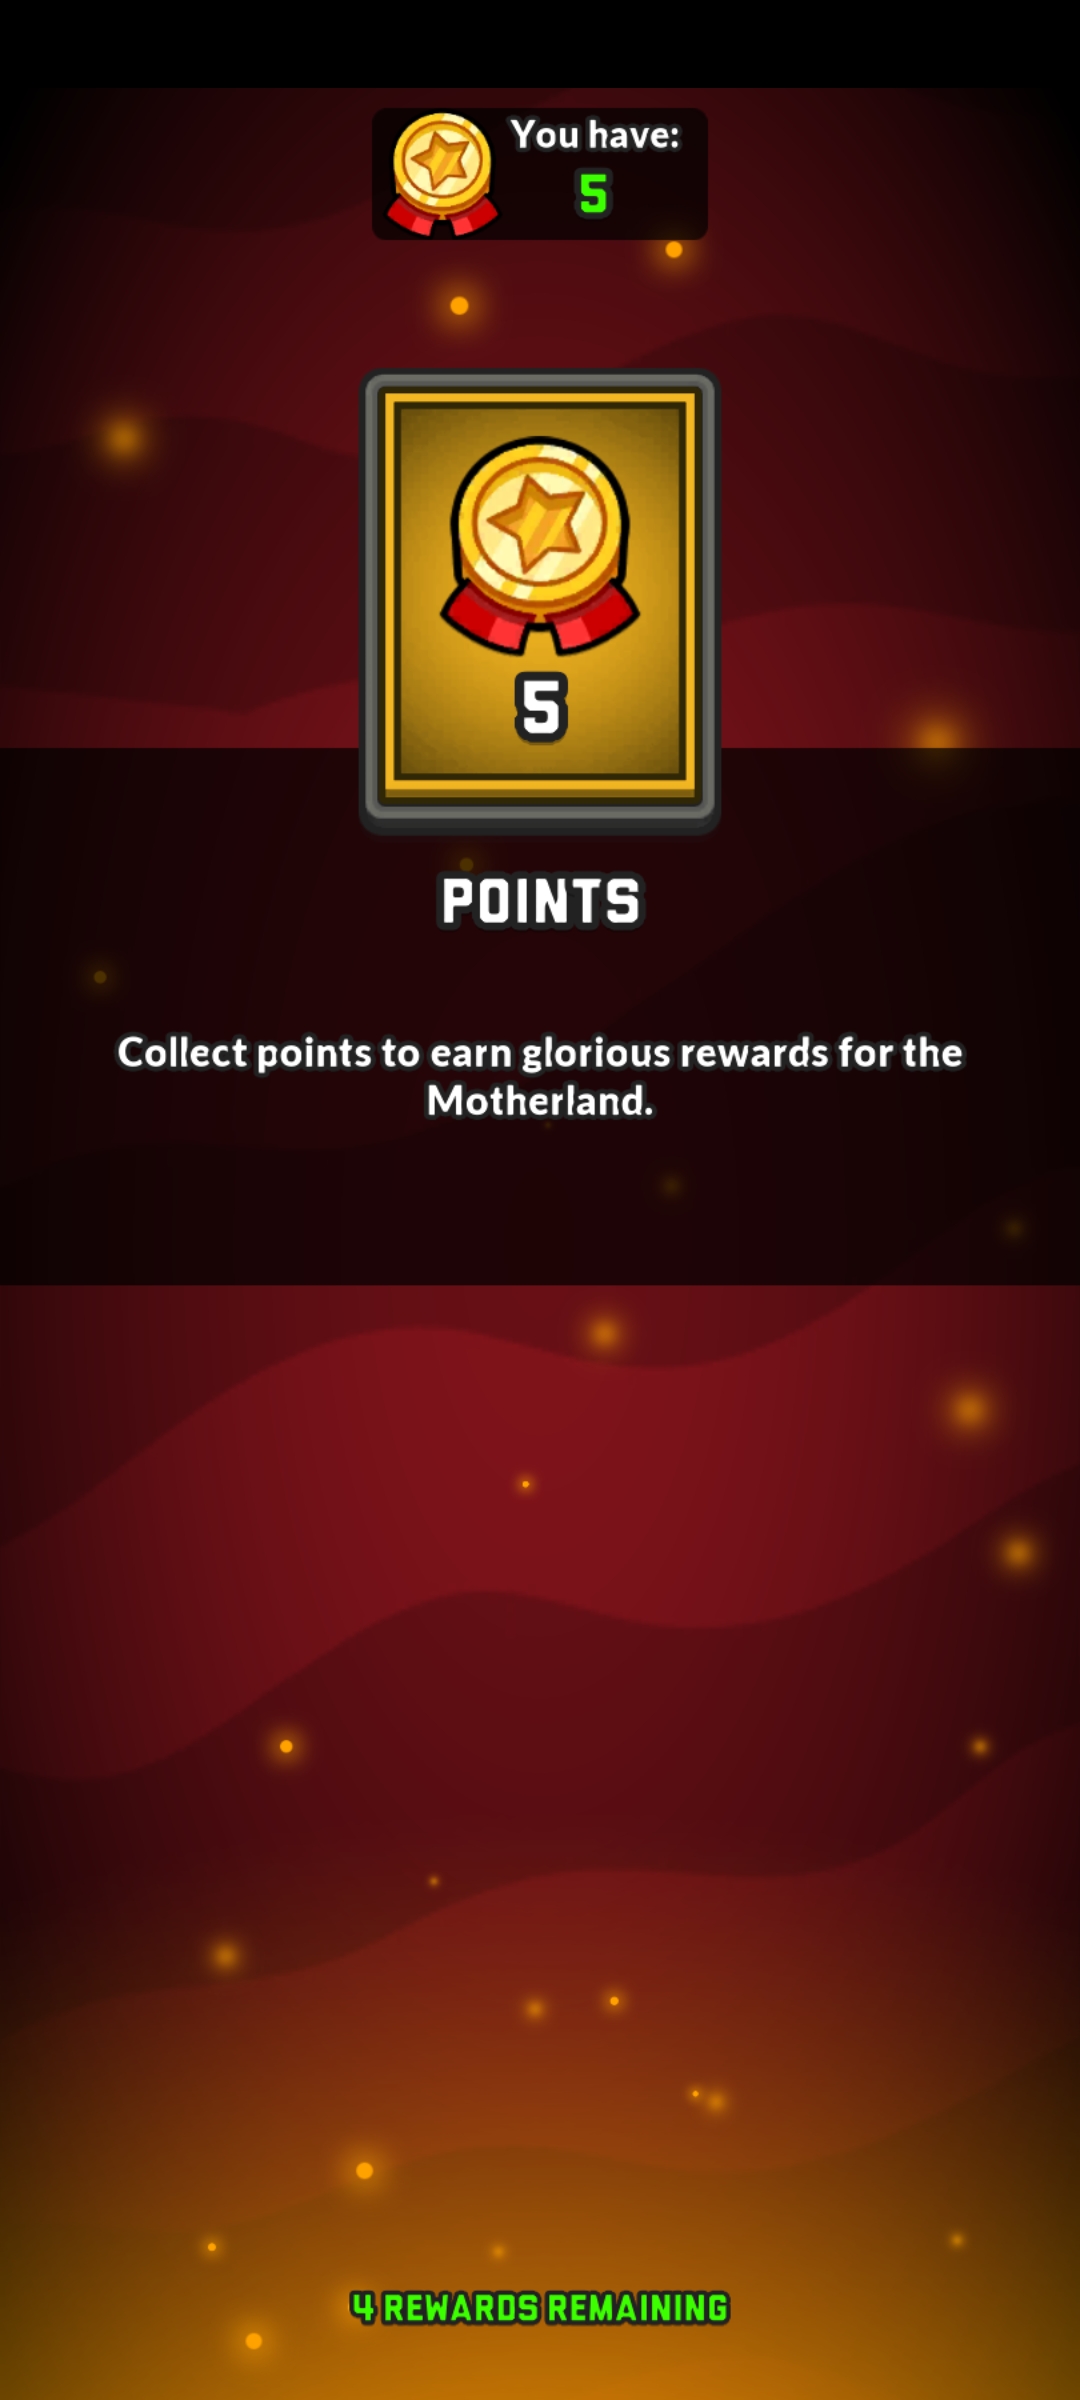 You have:
5
5
POINTS
Collect points to earn glorious rewards for the
Motherland.
4 REWARDS REMAINING